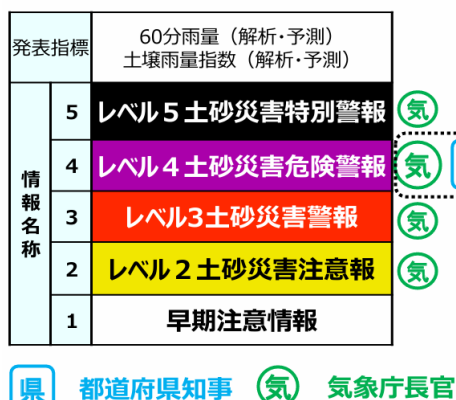 発表指標
60分雨量（解析・予測）
土壌雨量指数（解析・予測）
情報名称
5 レベル５土砂災害特別警報 気
4 レベル４土砂災害危険警報 気
3 レベル3土砂災害警報 気
2 レベル２土砂災害注意報 気
1 早期注意情報
県 都道府県知事 気 気象庁長官